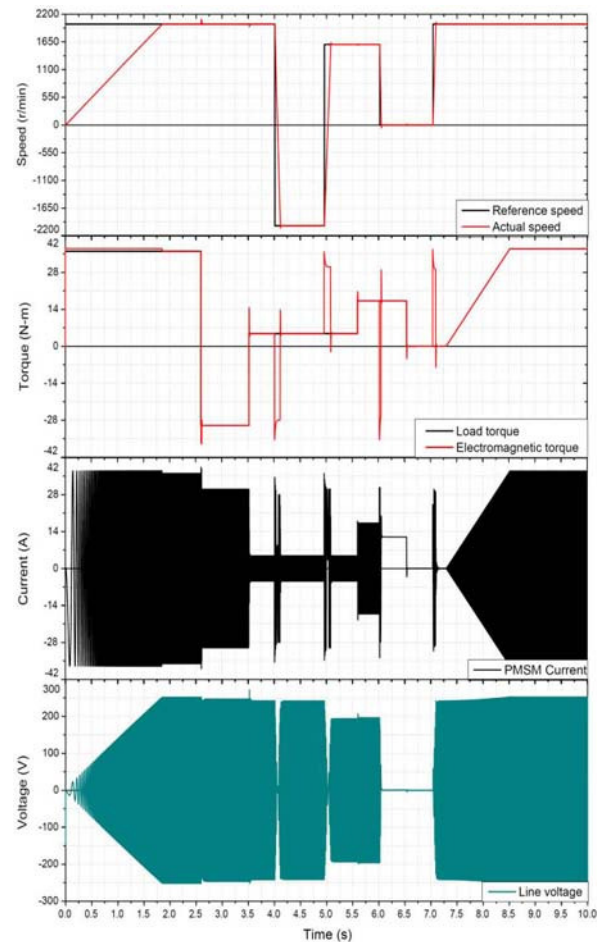 2200
1650
1100
550
0
-550
-1100
-1650
-2200
Speed (r/min)
Reference speed
Actual speed
42
28
14
0
-14
-28
-42
Torque (N-m)
Load torque
Electromagnetic torque
42
28
14
0
-14
-28
-42
Current (A)
PMSM Current
300
200
100
0
-100
-200
-300
Voltage (V)
Line voltage
0.0 0.5 1.0 1.5 2.0 2.5 3.0 3.5 4.0 4.5 5.0 5.5 6.0 6.5 7.0 7.5 8.0 8.5 9.0 9.5 10.0
Time (s)